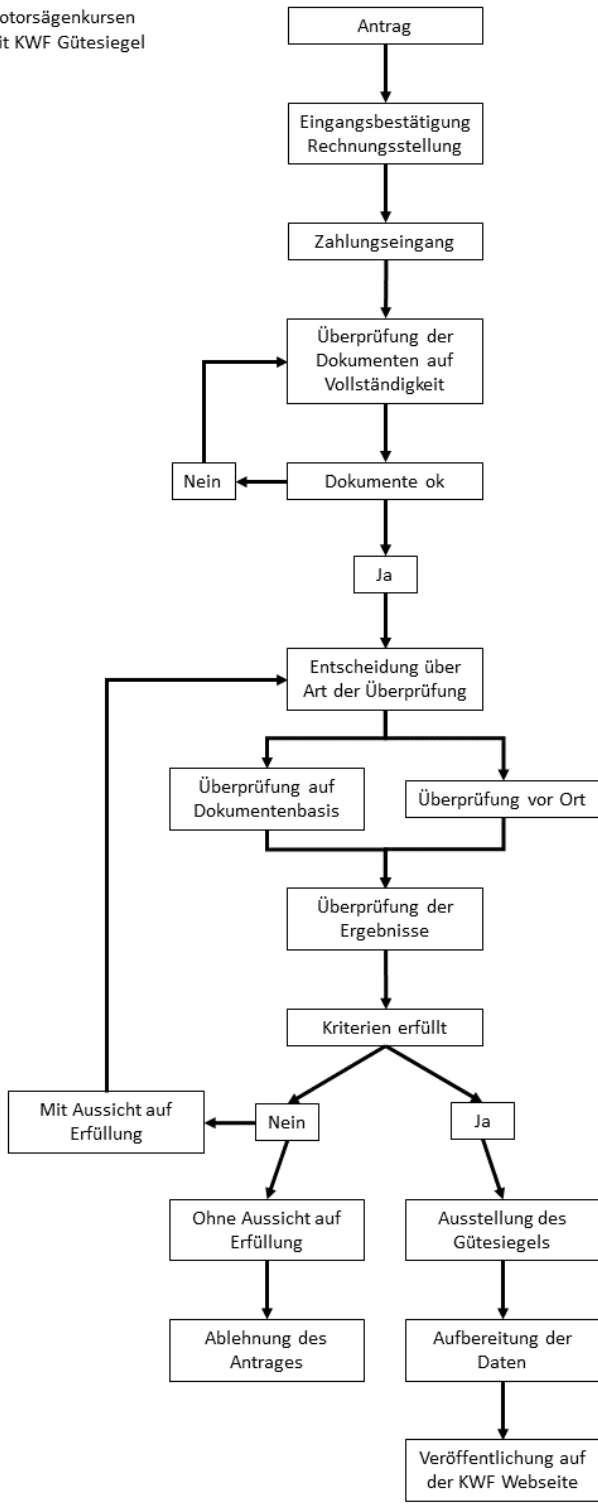 otorsägenkursen
it KWF Gütesiegel
Antrag
Eingangsbestätigung
Rechnungsstellung
Zahlungseingang
Überprüfung der
Dokumenten auf
Vollständigkeit
Nein
Dokumente ok
Ja
Entscheidung über
Art der Überprüfung
Überprüfung auf
Dokumentenbasis
Überprüfung vor Ort
Überprüfung der
Ergebnisse
Kriterien erfüllt
Mit Aussicht auf
Erfüllung
Nein
Ja
Ohne Aussicht auf
Erfüllung
Ausstellung des
Gütesiegels
Ablehnung des
Antrages
Aufbereitung der
Daten
Veröffentlichung auf
der KWF Webseite